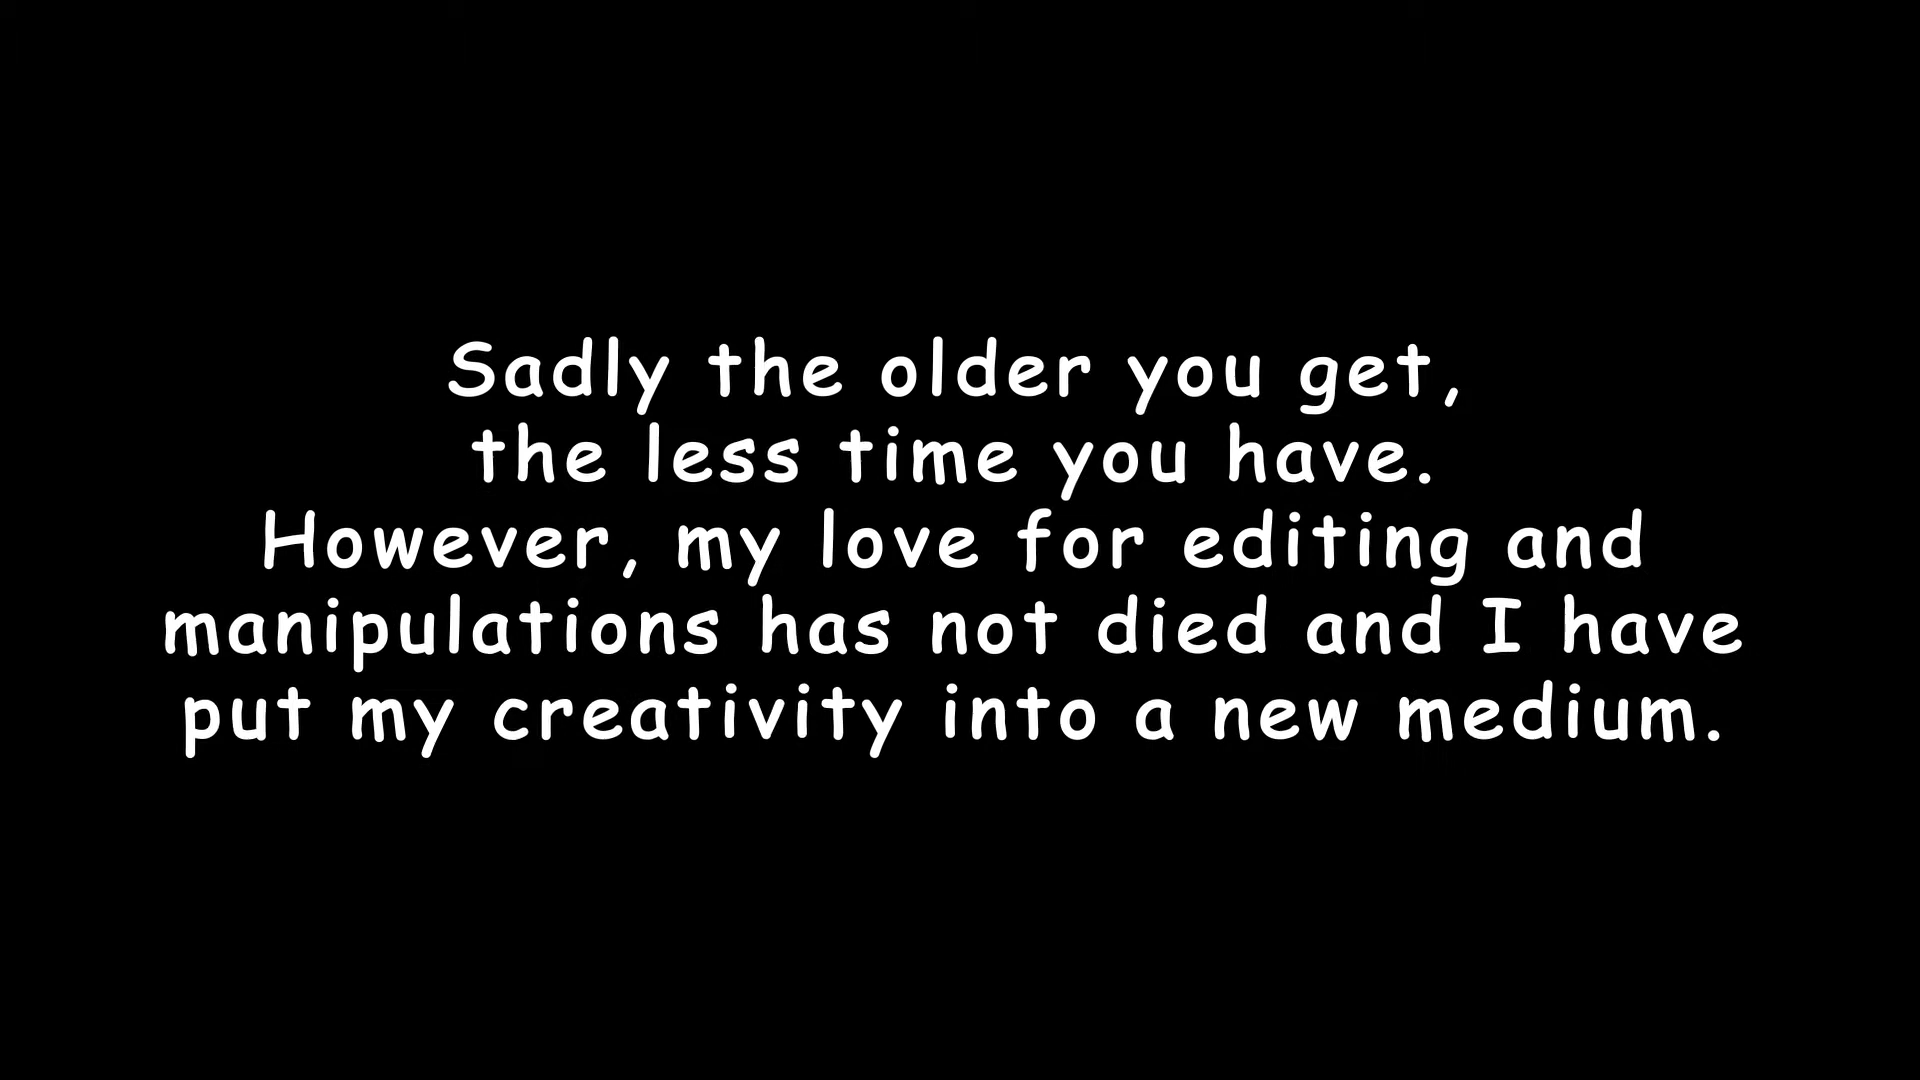 Sadly the older you get,
the less time you have.
However, my love for editing and
manipulations has not died and I have
put my creativity into a new medium.